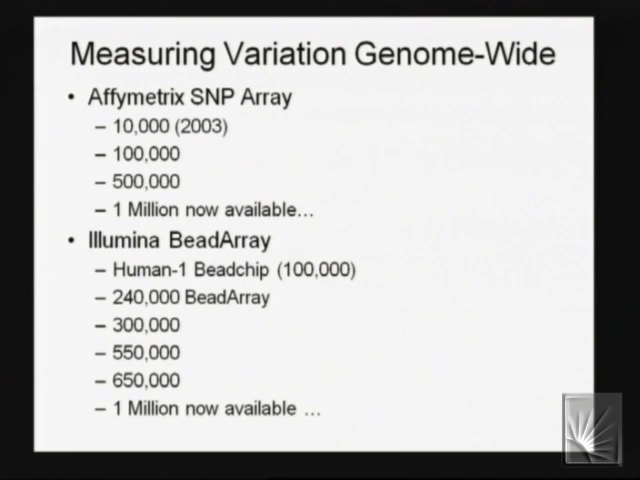 Measuring Variation Genome-Wide
• Affymetrix SNP Array
– 10,000 (2003)
– 100,000
– 500,000
– 1 Million now available…
• Illumina BeadArray
– Human-1 Beadchip (100,000)
– 240,000 BeadArray
– 300,000
– 550,000
– 650,000
– 1 Million now available …